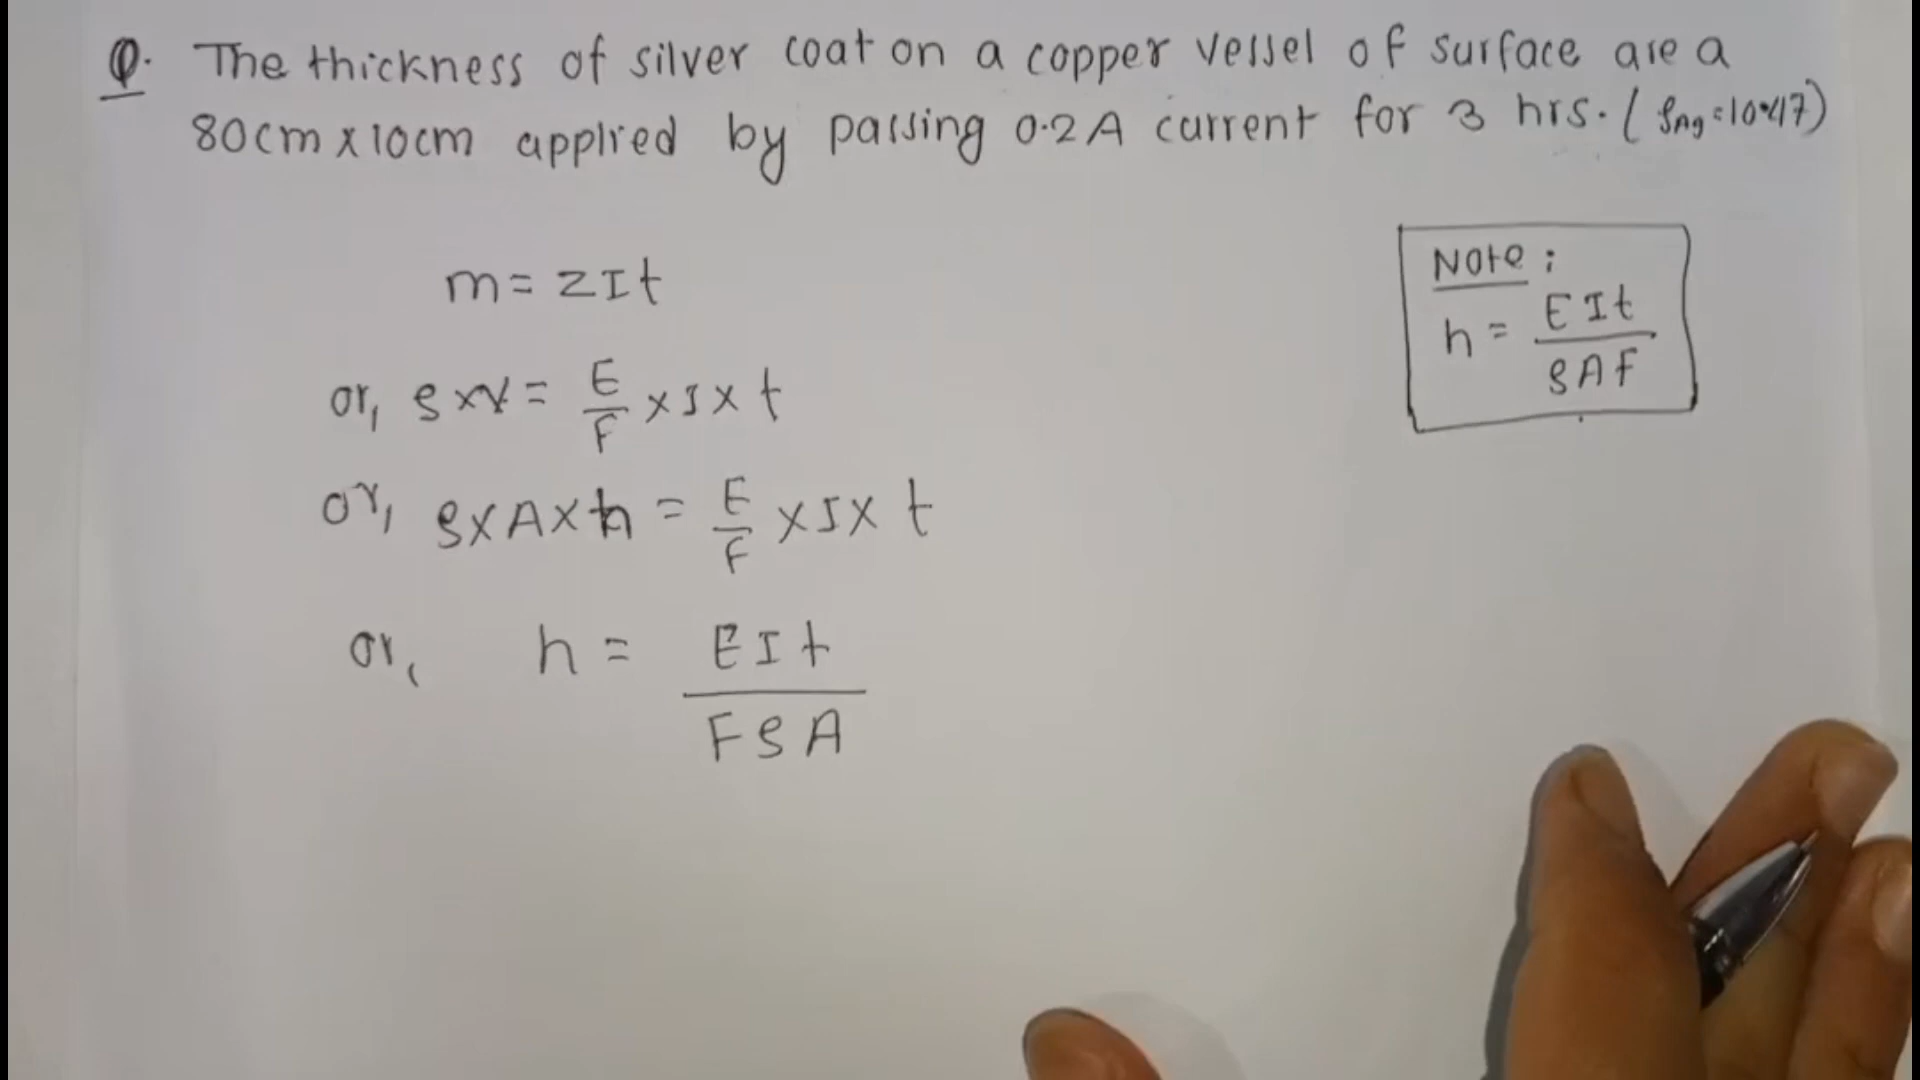 Q. The thickness of silver coat on a copper vessel of surface area
80cm x 10cm applied by passing 0.2A current for 3 hrs. (ρAg = 10.47)
m = ZIt
or, ρ x V = E/F x I x t
or, ρ x A x h = E/F x I x t
or, h = EIt / FρA
Note:
h = EIt / ρAF